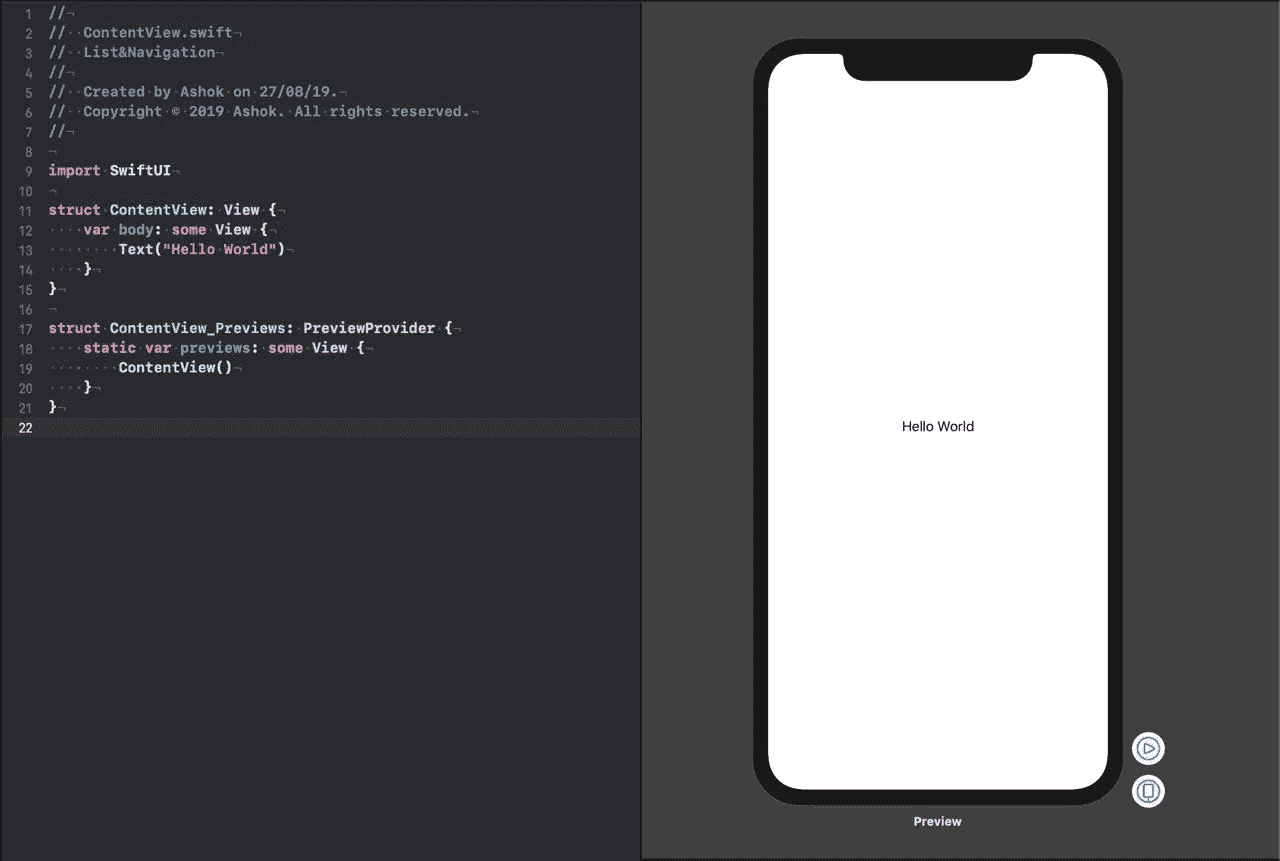 1 //
2 //  ContentView.swift
3 //  List&Navigation
4 //
5 //  Created by Ashok on 27/08/19.
6 //  Copyright © 2019 Ashok. All rights reserved.
7 //
8
9 import SwiftUI
10
11 struct ContentView: View {
12     var body: some View {
13         Text("Hello World")
14     }
15 }
16
17 struct ContentView_Previews: PreviewProvider {
18     static var previews: some View {
19         ContentView()
20     }
21 }
22
Hello World
Preview